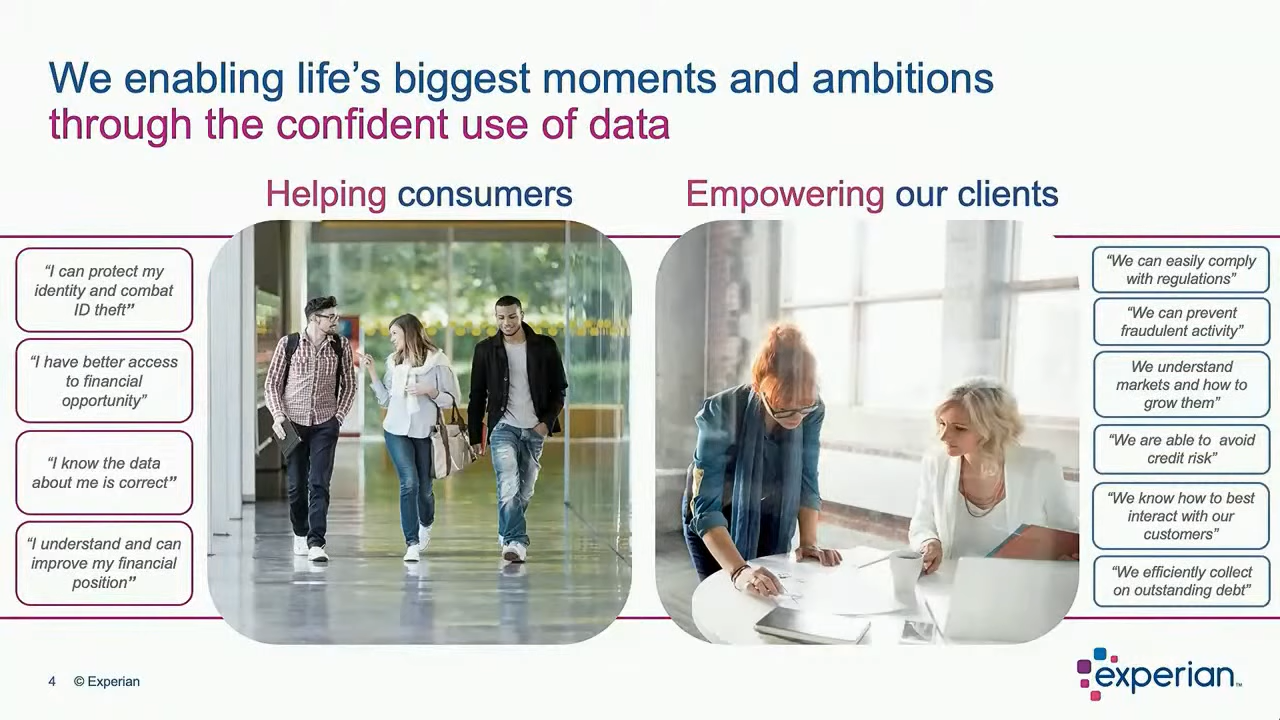 We enabling life’s biggest moments and ambitions
through the confident use of data
Helping consumers
“I can protect my
identity and combat
ID theft”
“I have better access
to financial
opportunity”
“I know the data
about me is correct”
“I understand and can
improve my financial
position”
Empowering our clients
“We can easily comply
with regulations”
“We can prevent
fraudulent activity”
We understand
markets and how to
grow them”
“We are able to  avoid
credit risk”
“We know how to best
interact with our
customers”
“We efficiently collect
on outstanding debt”
4 © Experian
experian™